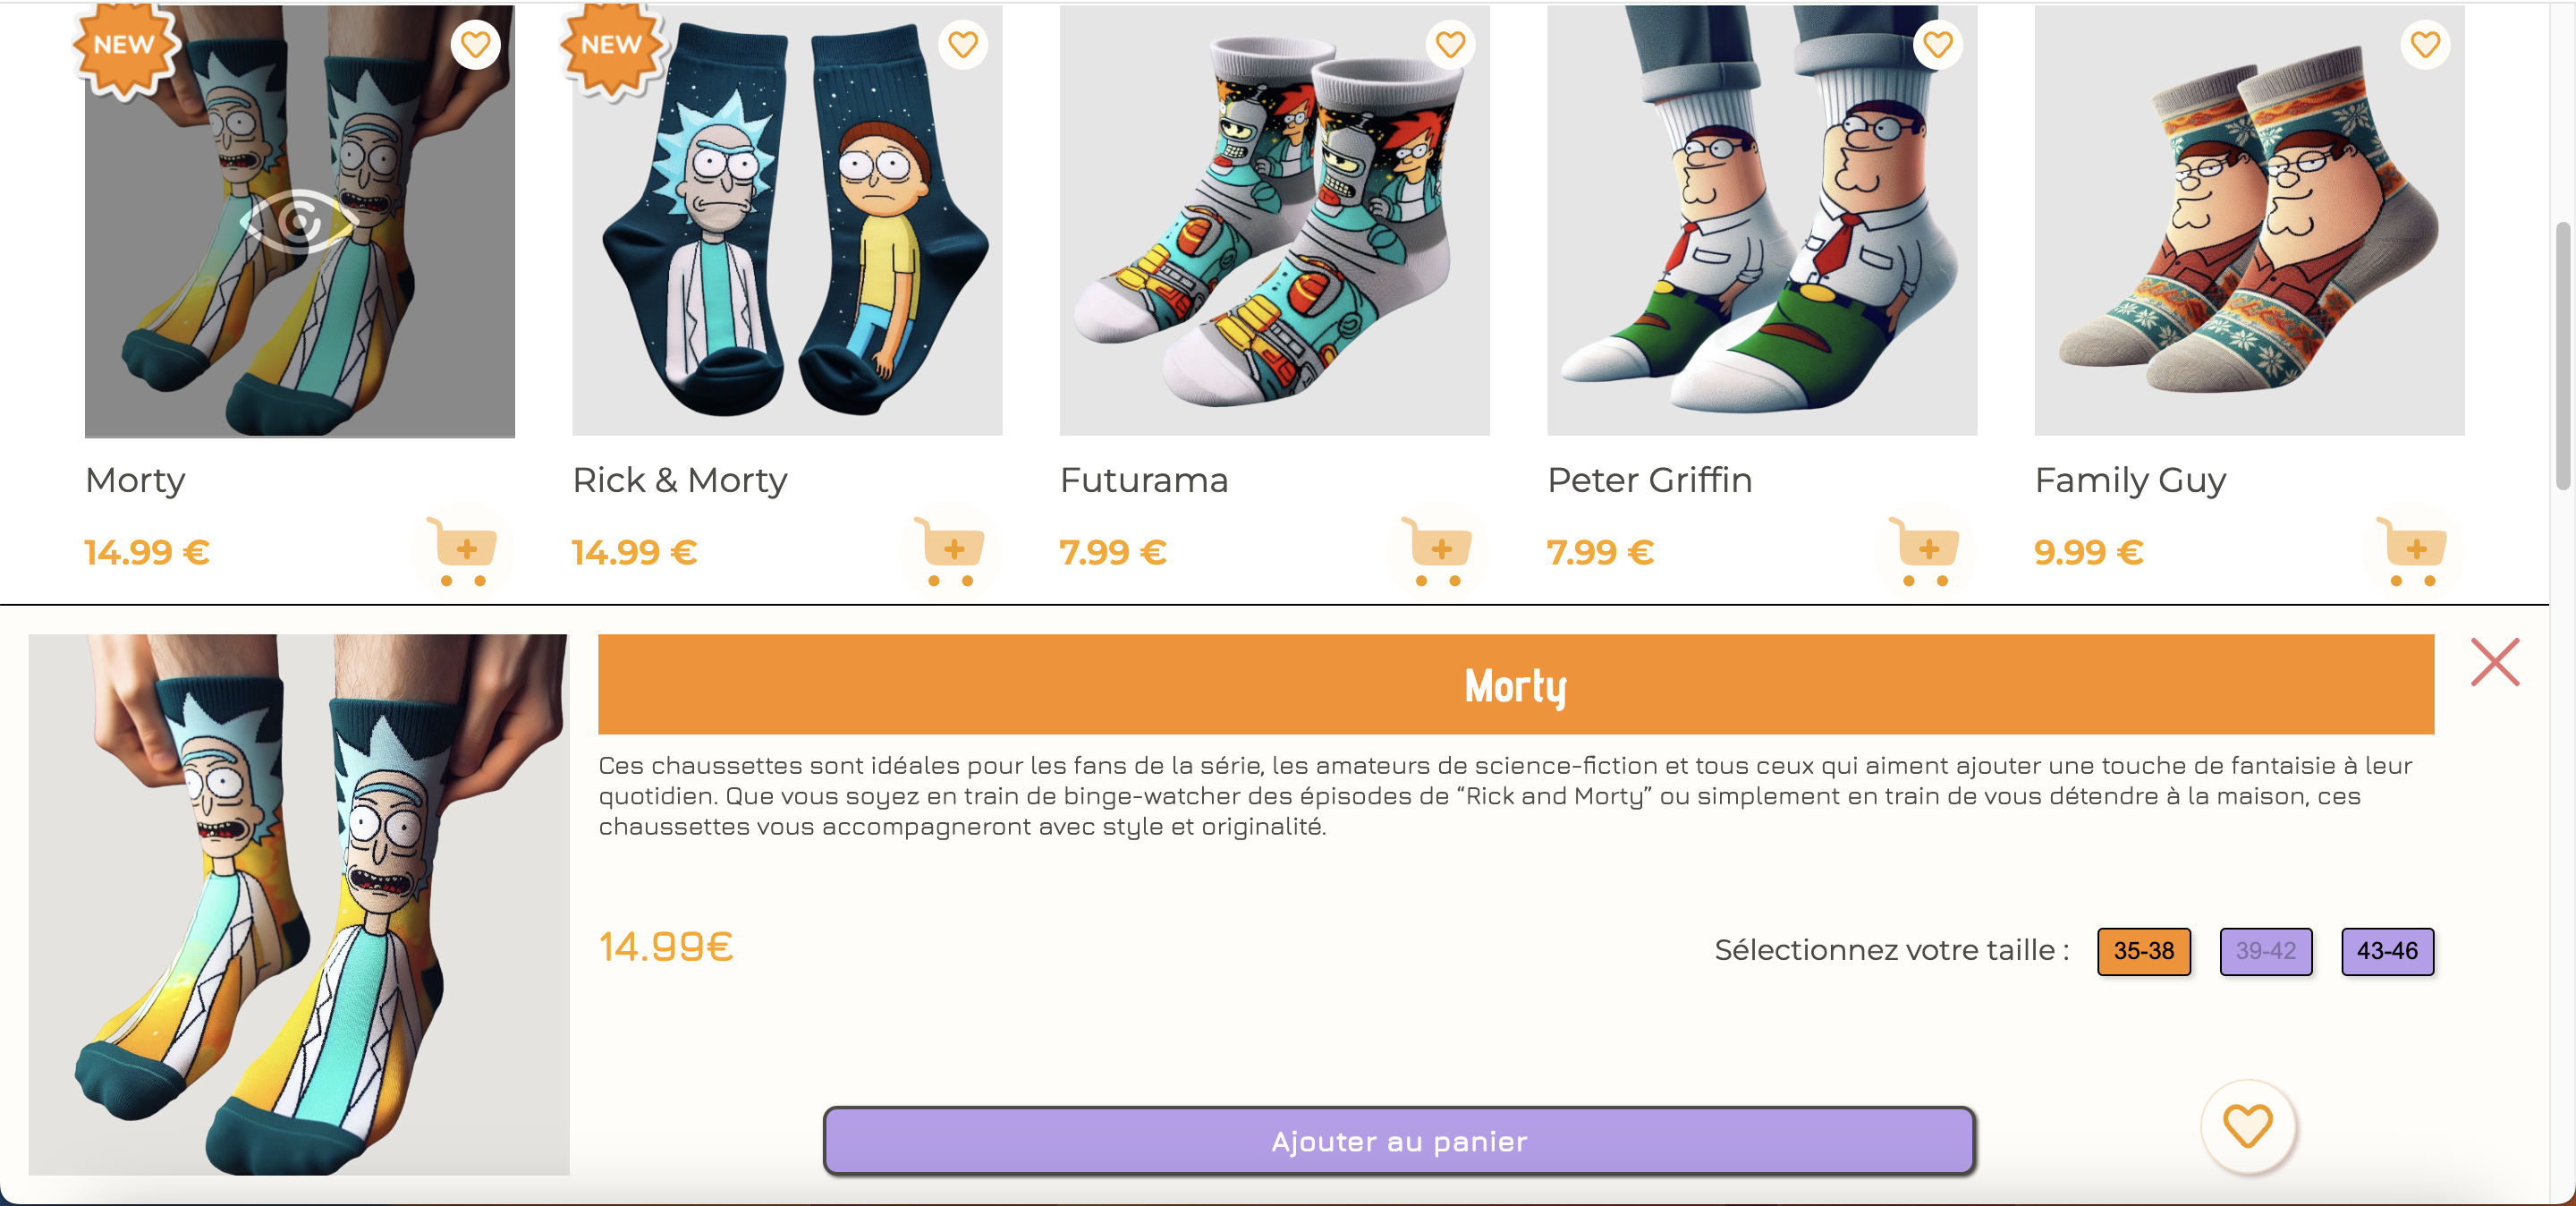 NEW
NEW
Morty
Rick & Morty
Futurama
Peter Griffin
Family Guy
14.99 €
14.99 €
7.99 €
7.99 €
9.99 €
Morty
Ces chaussettes sont idéales pour les fans de la série, les amateurs de science-fiction et tous ceux qui aiment ajouter une touche de fantaisie à leur
quotidien. Que vous soyez en train de binge-watcher des épisodes de “Rick and Morty” ou simplement en train de vous détendre à la maison, ces
chaussettes vous accompagneront avec style et originalité.
14.99€
Sélectionnez votre taille :
35-38
39-42
43-46
Ajouter au panier